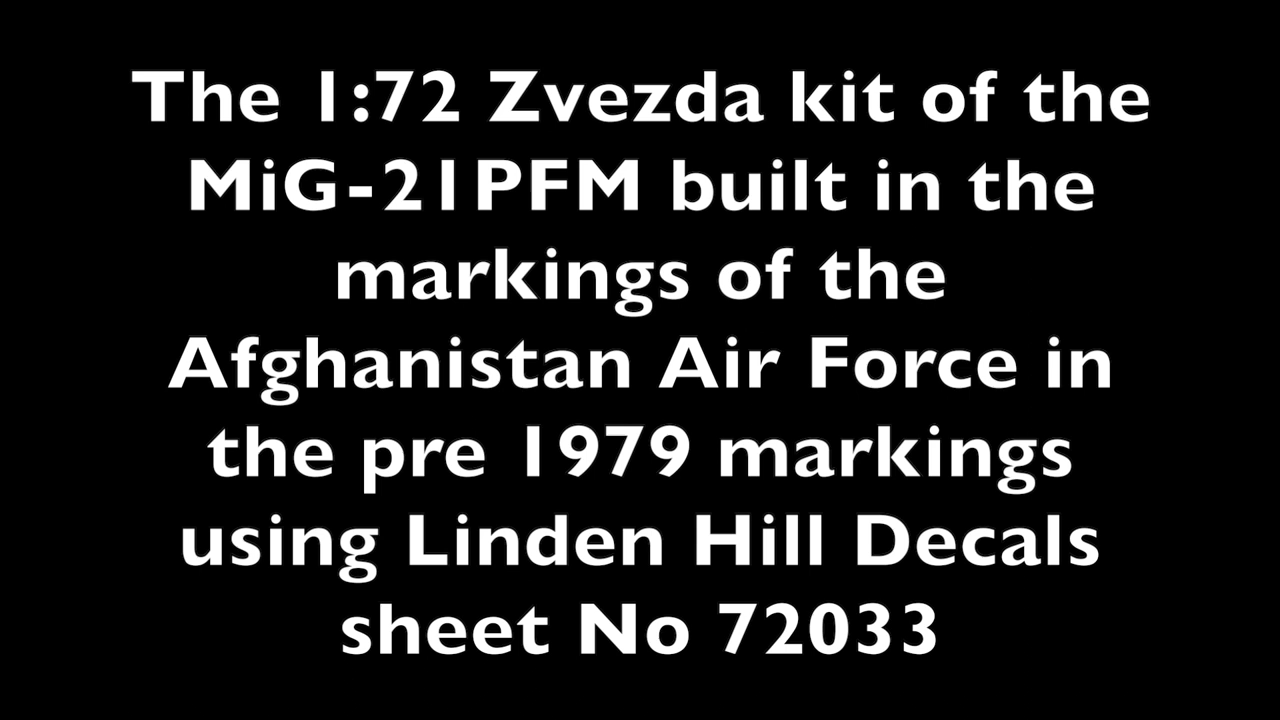 The 1:72 Zvezda kit of the
MiG-21PFM built in the
markings of the
Afghanistan Air Force in
the pre 1979 markings
using Linden Hill Decals
sheet No 72033